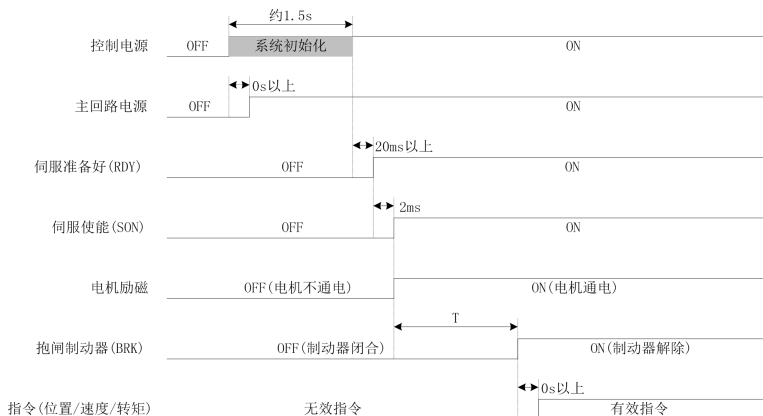 约1.5s
控制电源 OFF 系统初始化 ON
0s以上
主回路电源 OFF ON
20ms以上
伺服准备好(RDY) OFF ON
2ms
伺服使能(SON) OFF ON
电机励磁 OFF(电机不通电) ON(电机通电)
T
抱闸制动器(BRK) OFF(制动器闭合) ON(制动器解除)
0s以上
指令(位置/速度/转矩) 无效指令 有效指令